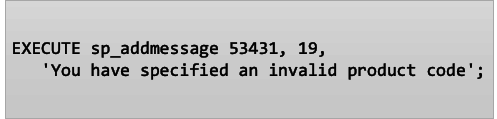 EXECUTE sp_addmessage 53431, 19,
'You have specified an invalid product code';